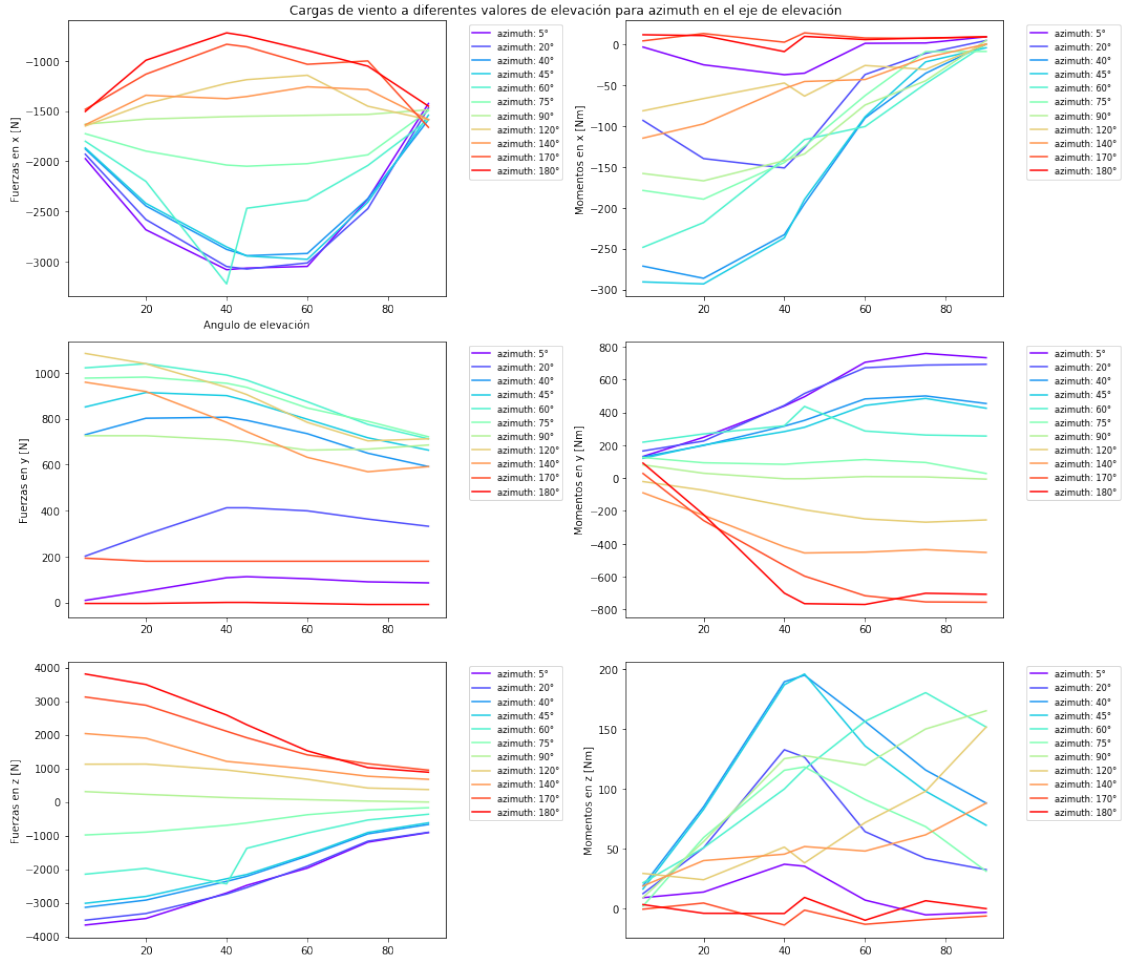 Cargas de viento a diferentes valores de elevación para azimuth en el eje de elevación
Fuerzas en x [N]
−1000
−1500
−2000
−2500
−3000
20
40
60
80
Angulo de elevación
azimuth: 5°
azimuth: 20°
azimuth: 40°
azimuth: 45°
azimuth: 60°
azimuth: 75°
azimuth: 90°
azimuth: 120°
azimuth: 140°
azimuth: 170°
azimuth: 180°
Momentos en x [Nm]
0
−50
−100
−150
−200
−250
−300
20
40
60
80
azimuth: 5°
azimuth: 20°
azimuth: 40°
azimuth: 45°
azimuth: 60°
azimuth: 75°
azimuth: 90°
azimuth: 120°
azimuth: 140°
azimuth: 170°
azimuth: 180°
Fuerzas en y [N]
1000
800
600
400
200
0
20
40
60
80
azimuth: 5°
azimuth: 20°
azimuth: 40°
azimuth: 45°
azimuth: 60°
azimuth: 75°
azimuth: 90°
azimuth: 120°
azimuth: 140°
azimuth: 170°
azimuth: 180°
Momentos en y [Nm]
800
600
400
200
0
−200
−400
−600
−800
20
40
60
80
azimuth: 5°
azimuth: 20°
azimuth: 40°
azimuth: 45°
azimuth: 60°
azimuth: 75°
azimuth: 90°
azimuth: 120°
azimuth: 140°
azimuth: 170°
azimuth: 180°
Fuerzas en z [N]
4000
3000
2000
1000
0
−1000
−2000
−3000
−4000
20
40
60
80
azimuth: 5°
azimuth: 20°
azimuth: 40°
azimuth: 45°
azimuth: 60°
azimuth: 75°
azimuth: 90°
azimuth: 120°
azimuth: 140°
azimuth: 170°
azimuth: 180°
Momentos en z [Nm]
200
150
100
50
0
20
40
60
80
azimuth: 5°
azimuth: 20°
azimuth: 40°
azimuth: 45°
azimuth: 60°
azimuth: 75°
azimuth: 90°
azimuth: 120°
azimuth: 140°
azimuth: 170°
azimuth: 180°